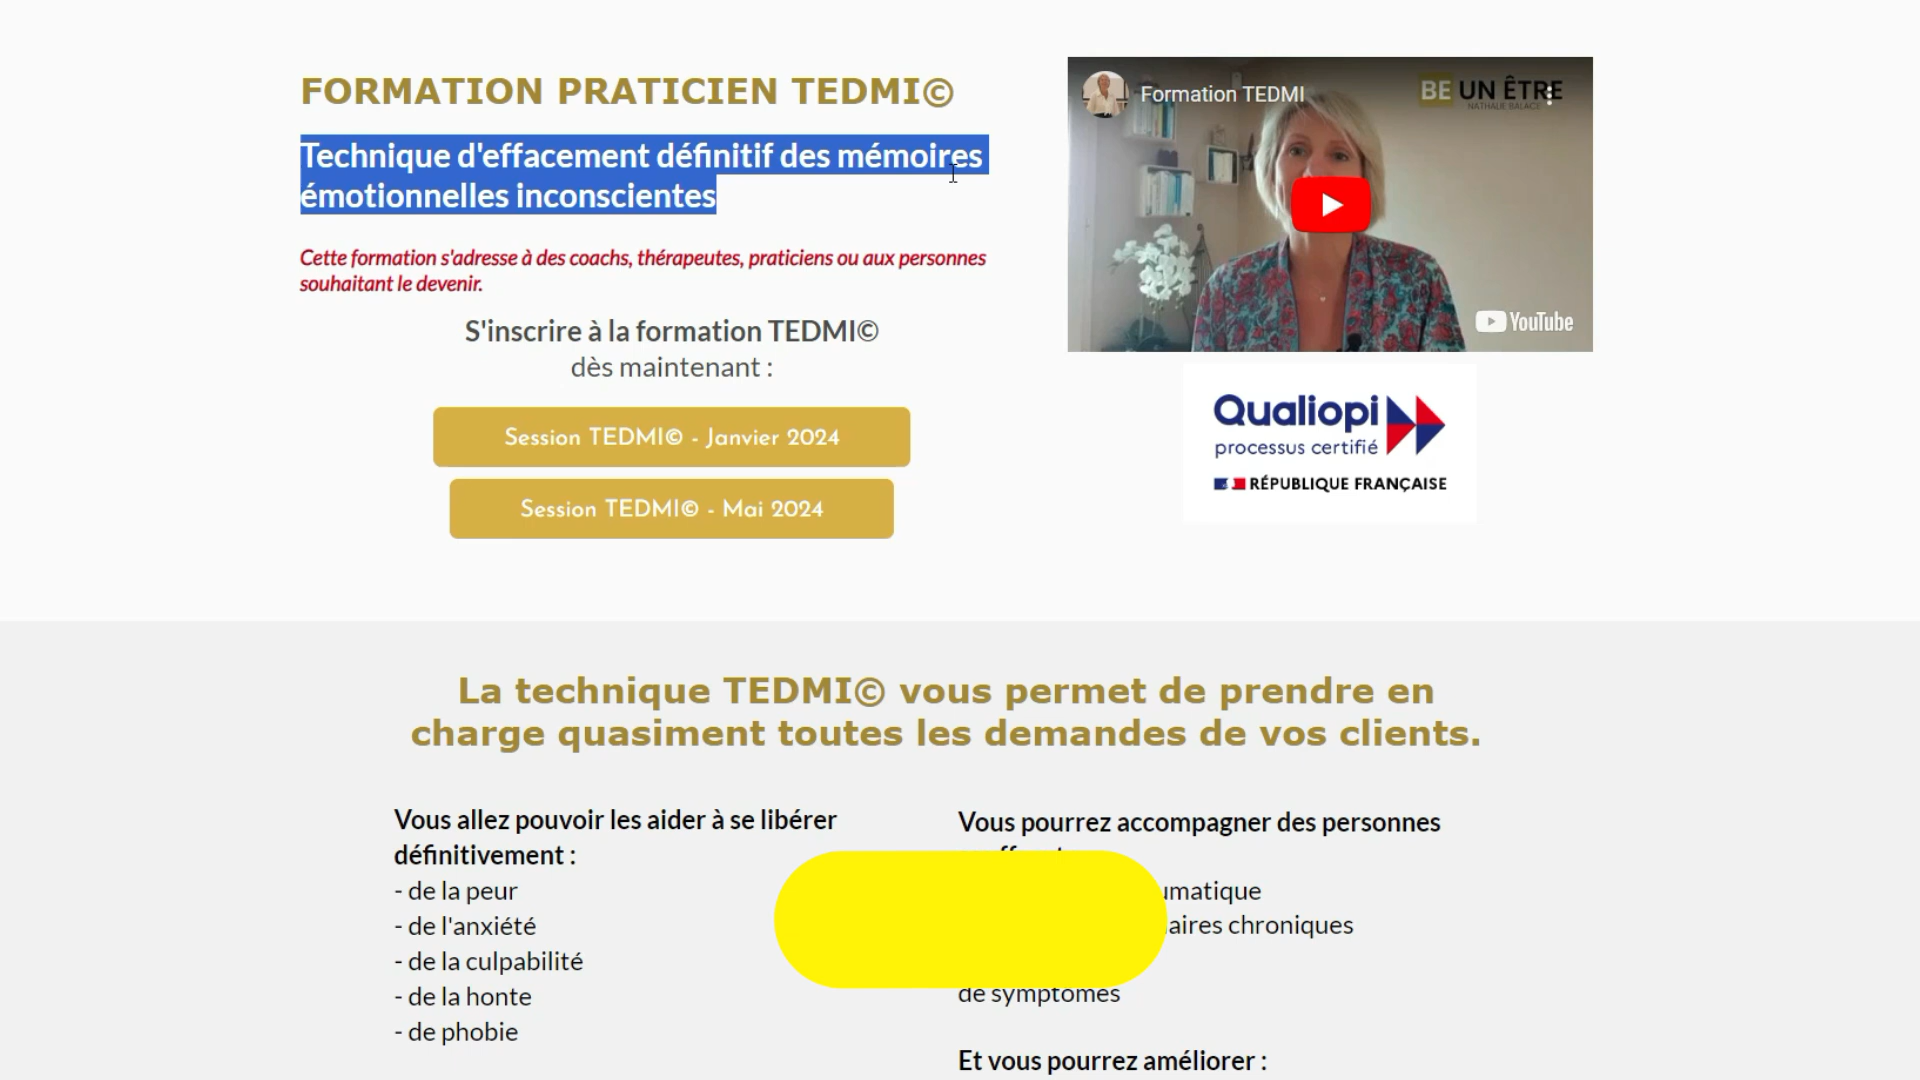 FORMATION PRATICIEN TEDMI©
Technique d'effacement définitif des mémoires
émotionnelles inconscientes
Cette formation s'adresse à des coachs, thérapeutes, praticiens ou aux personnes
souhaitant le devenir.
S'inscrire à la formation TEDMI©
dès maintenant :
Session TEDMI© - Janvier 2024
Session TEDMI© - Mai 2024
Formation TEDMI
BE UN ÊTRE
NATHALIE BALACE
YouTube
Qualiopi
processus certifié
RÉPUBLIQUE FRANÇAISE
La technique TEDMI© vous permet de prendre en
charge quasiment toutes les demandes de vos clients.
Vous allez pouvoir les aider à se libérer
définitivement :
- de la peur
- de l'anxiété
- de la culpabilité
- de la honte
- de phobie
Vous pourrez accompagner des personnes
chroniques
de symptômes
Et vous pourrez améliorer :